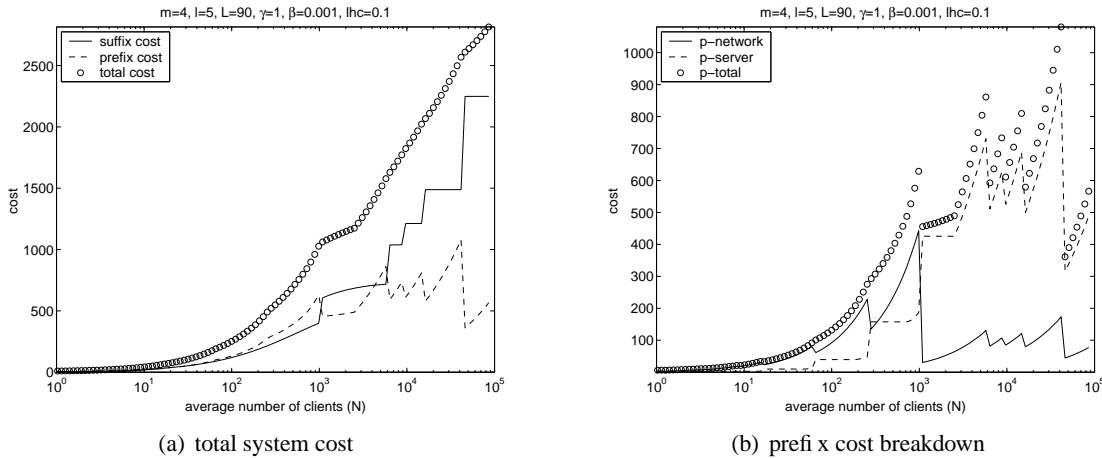 m=4, l=5, L=90, γ=1, β=0.001, lhc=0.1
suffix cost
prefix cost
total cost
cost
2500
2000
1500
1000
500
0
10^0
10^1
10^2
10^3
10^4
10^5
average number of clients (N)
(a) total system cost
m=4, l=5, L=90, γ=1, β=0.001, lhc=0.1
p-network
p-server
p-total
cost
1000
900
800
700
600
500
400
300
200
100
10^0
10^1
10^2
10^3
10^4
10^5
average number of clients (N)
(b) prefi x cost breakdown